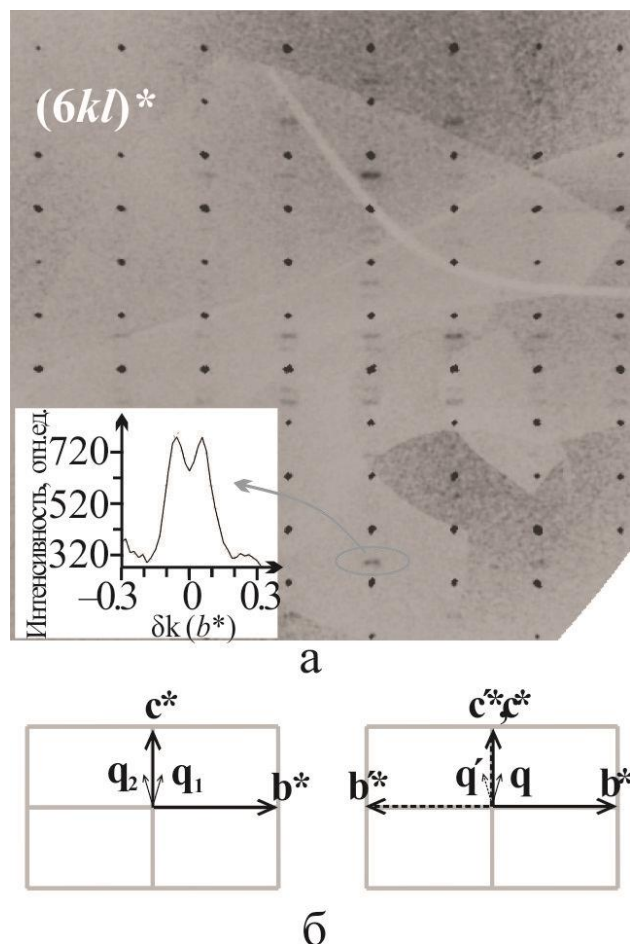 (6kl)*
Интенсивность, отн.ед.
720
520
320
–0.3
0
0.3
δk (b*)
а
c*
q₂
q₁
b*
c′*,c*
b′*
q′
q
b*
б